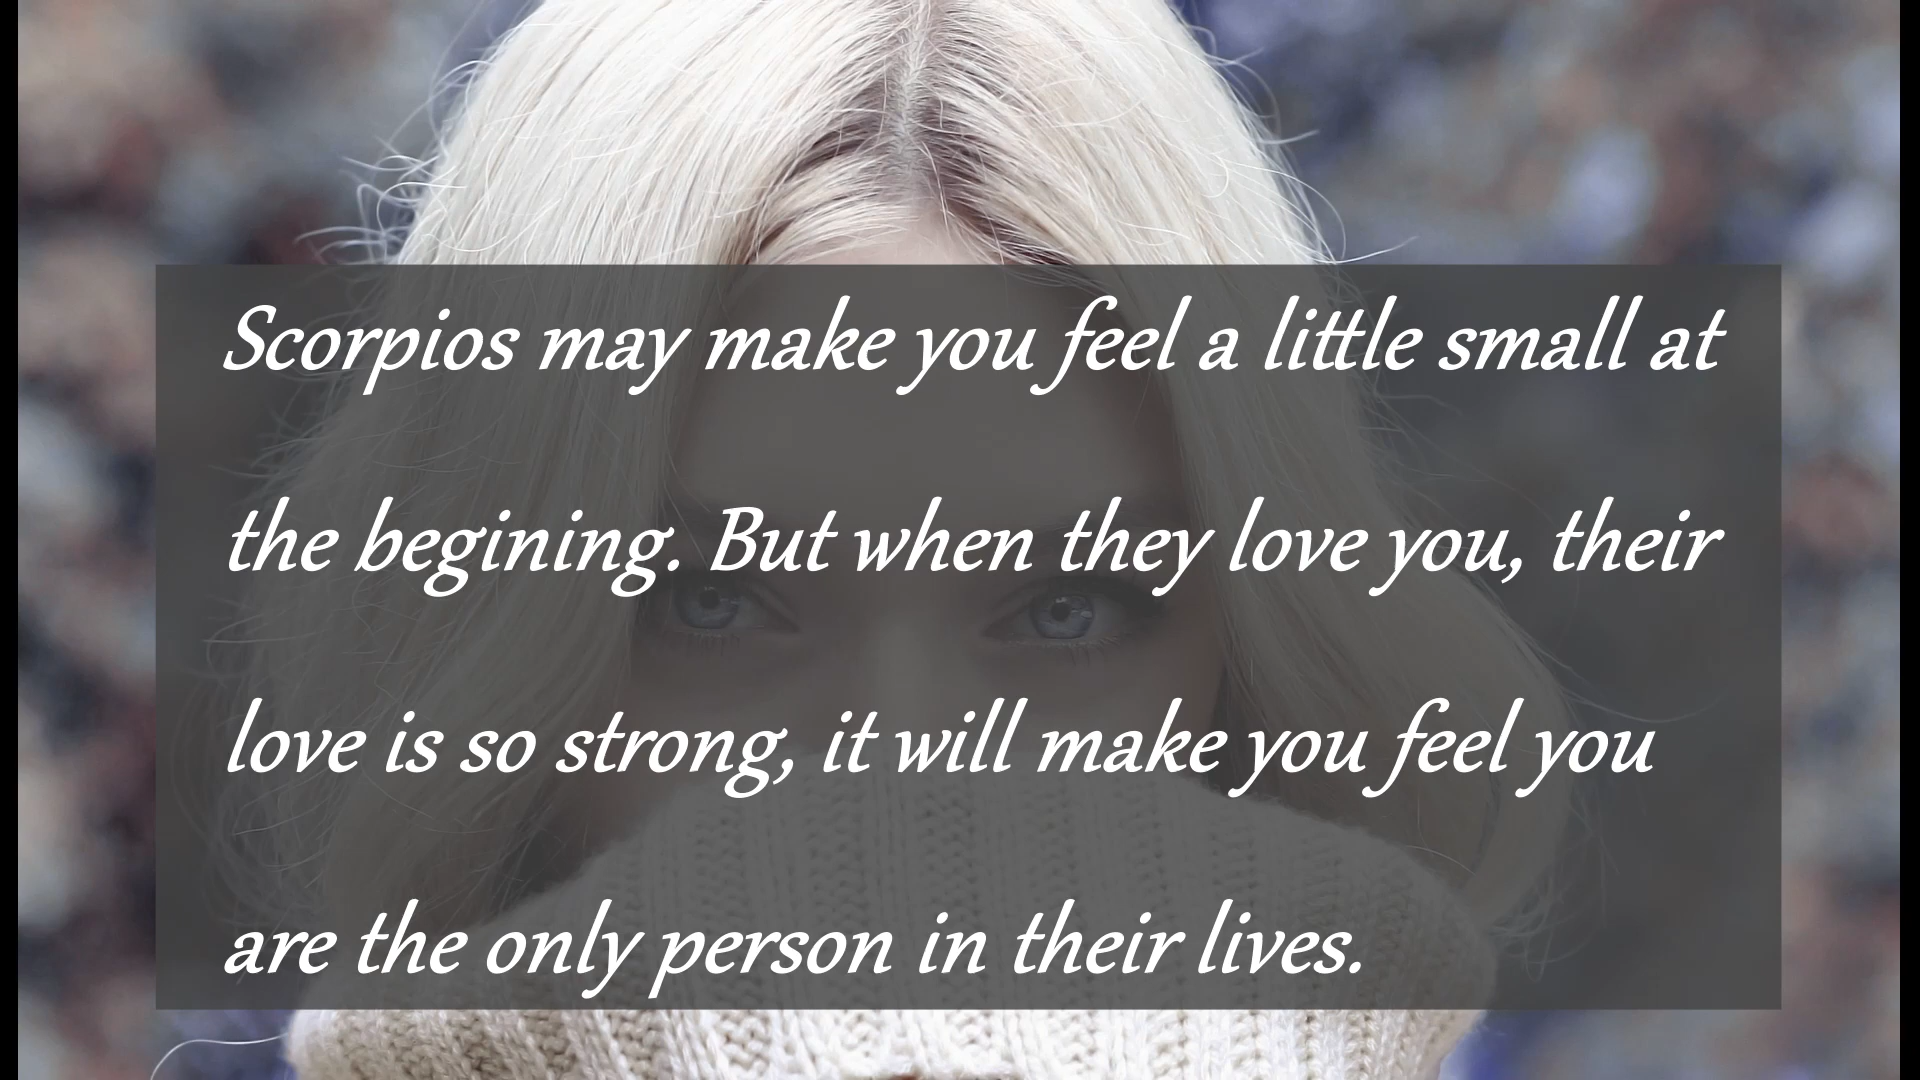 Scorpios may make you feel a little small at
the begining. But when they love you, their
love is so strong, it will make you feel you
are the only person in their lives.